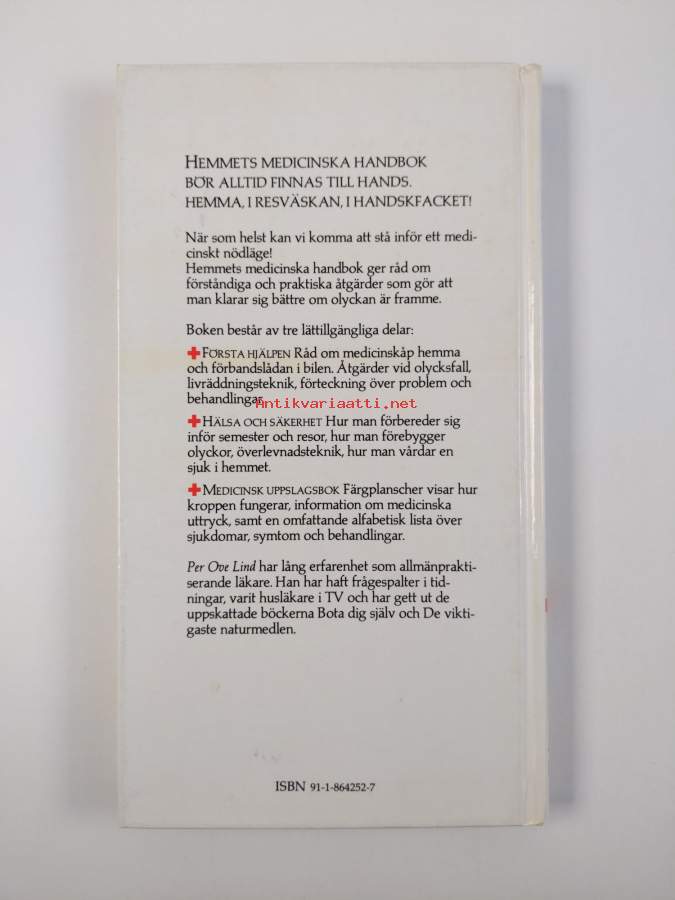 HEMMETS MEDICINSKA HANDBOK
BÖR ALLTID FINNAS TILL HANDS.
HEMMA, I RESVÄSKAN, I HANDSKFACKET!
När som helst kan vi komma att stå inför ett medi-
cinskt nödläge!
Hemmets medicinska handbok ger råd om
förståndiga och praktiska åtgärder som gör att
man klarar sig bättre om olyckan är framme.
Boken består av tre lättillgängliga delar:
FÖRSTA HJÄLPEN Råd om medicinskåp hemma
och förbandslådan i bilen. Åtgärder vid olycksfall,
livräddningsteknik, förteckning över problem och
behandlingar.
Antikvariaatti.net
HÄLSA OCH SÄKERHET Hur man förbereder sig
inför semester och resor, hur man förebygger
olyckor, överlevnadsteknik, hur man vårdar en
sjuk i hemmet.
MEDICINSK UPPSLAGSBOK Färgplanscher visar hur
kroppen fungerar, information om medicinska
uttryck, samt en omfattande alfabetisk lista över
sjukdomar, symtom och behandlingar.
Per Ove Lind har lång erfarenhet som allmänprakti-
serande läkare. Han har haft frågespalter i tid-
ningar, varit husläkare i TV och har gett ut de
uppskattade böckerna Bota dig själv och De vikti-
gaste naturmedlen.
ISBN 91-1-864252-7